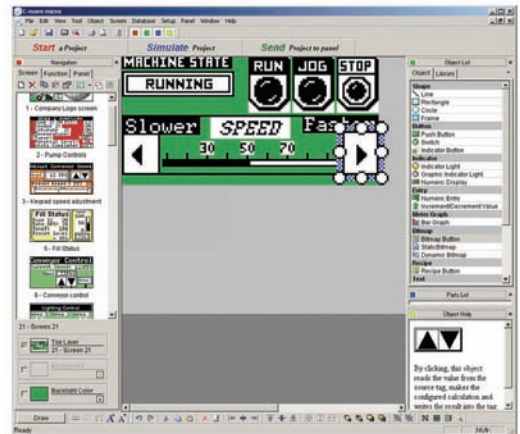 C-more micro
File Edit View Tool Object Screen Database Setup Panel Window Help
Start a Project
Simulate Project
Send Project to panel
Navigation
Screen Function Panel
1 - Company Logo screen
2 - Pump Controls
3 - Keypad speed adjustment
Fill Status
5 - Fill Status
Conveyor Control
6 - Conveyor control
Lighting Control
21 - Screen 21
Top Layer
21 - Screen 21
Background
Backlight Color
MACHINE STATE
RUNNING
RUN JOG STOP
Slower SPEED Faster
30 50 70
Object List
Object Library
Shape
Line
Rectangle
Circle
Frame
Button
Push Button
Switch
Indicator Button
Indicator
Indicator Light
Graphic Indicator Light
Numeric Display
Entry
Numeric Entry
Increment/Decrement Value
Meter Graph
Bar Graph
Bitmap
Bitmap Button
StaticBitmap
Dynamic Bitmap
Recipe
Recipe Button
Text
Parts List
Object Help
By clicking, this object
reads the value from the
source tag, makes the
configured calculation and
writes the result into the tag
Draw
Ready
NUM